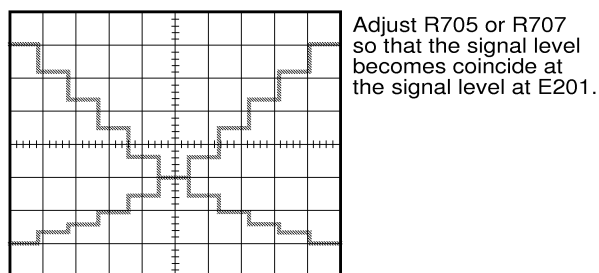 Adjust R705 or R707
so that the signal level
becomes coincide at
the signal level at E201.